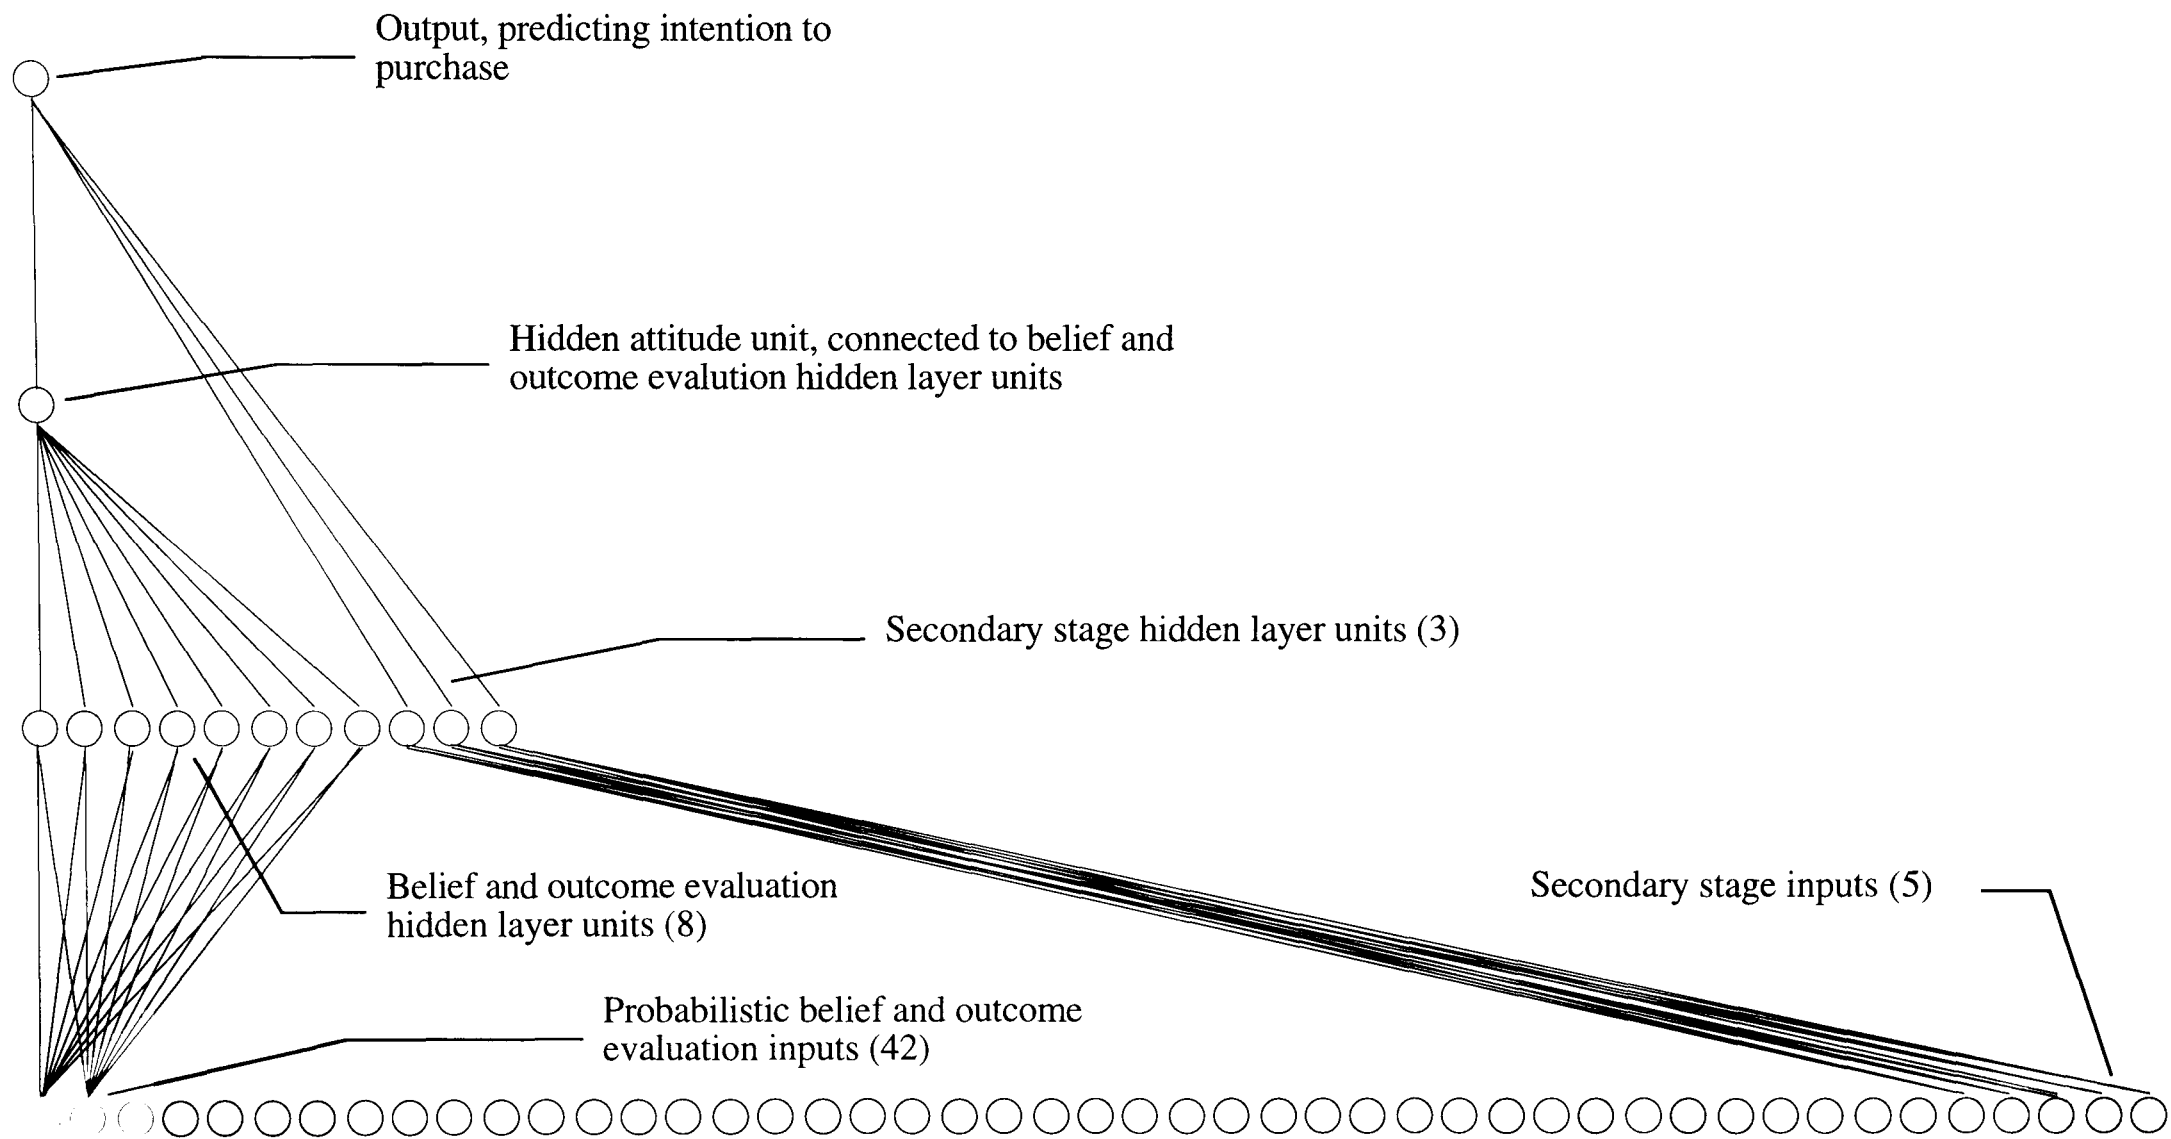 Output, predicting intention to
purchase
Hidden attitude unit, connected to belief and
outcome evalution hidden layer units
Secondary stage hidden layer units (3)
Belief and outcome evaluation
hidden layer units (8)
Secondary stage inputs (5)
Probabilistic belief and outcome
evaluation inputs (42)